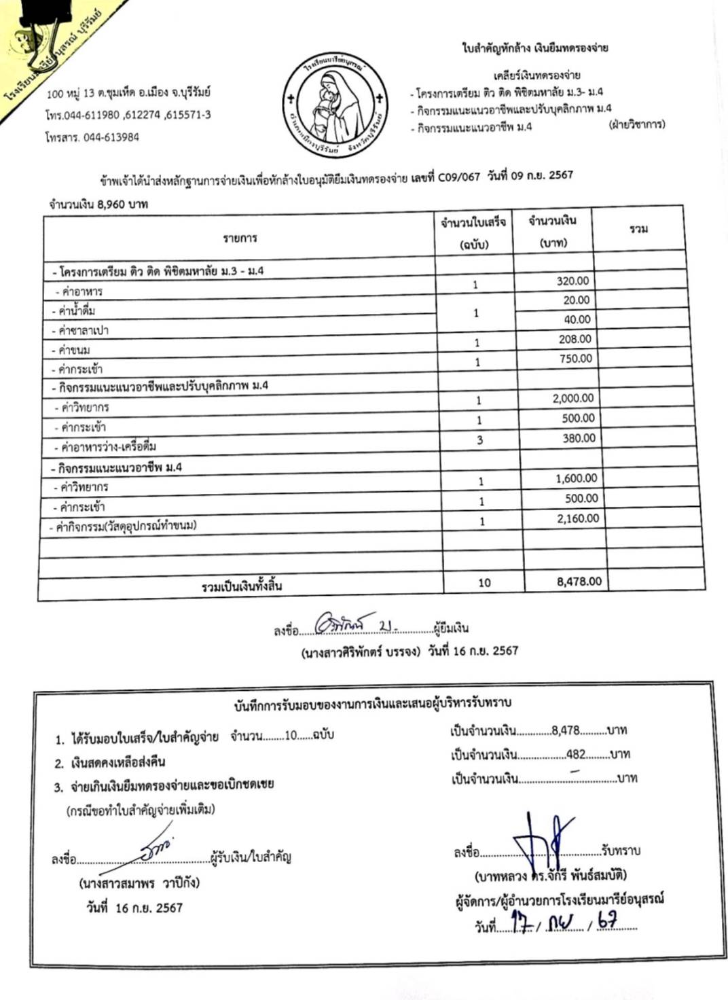 โรงเรียนมารีย์อนุสรณ์ บุรีรัมย์
ใบสำคัญหักล้าง เงินยืมทดรองจ่าย
โรงเรียนมารีย์อนุสรณ์
อำเภอเมืองบุรีรัมย์ จังหวัดบุรีรัมย์
100 หมู่ 13 ต.ชุมเห็ด อ.เมือง จ.บุรีรัมย์
โทร.044-611980 ,612274 ,615571-3
โทรสาร. 044-613984
เคลียร์เงินทดรองจ่าย
- โครงการเตรียม ติว ติด พิชิตมหาลัย ม.3- ม.4
- กิจกรรมแนะแนวอาชีพและปรับบุคลิกภาพ ม.4
- กิจกรรมแนะแนวอาชีพ ม.4 (ฝ่ายวิชาการ)
ข้าพเจ้าได้นำส่งหลักฐานการจ่ายเงินเพื่อหักล้างใบอนุมัติยืมเงินทดรองจ่าย เลขที่ C09/067 วันที่ 09 ก.ย. 2567
จำนวนเงิน 8,960 บาท
รายการ จำนวนใบเสร็จ (ฉบับ) จำนวนเงิน (บาท) รวม
- โครงการเตรียม ติว ติด พิชิตมหาลัย ม.3 - ม.4
- ค่าอาหาร 1 320.00
- ค่าน้ำดื่ม 1 20.00
- ค่าซาลาเปา 40.00
- ค่าขนม 1 208.00
- ค่ากระเช้า 1 750.00
- กิจกรรมแนะแนวอาชีพและปรับบุคลิกภาพ ม.4
- ค่าวิทยากร 1 2,000.00
- ค่ากระเช้า 1 500.00
- ค่าอาหารว่าง-เครื่อดื่ม 3 380.00
- กิจกรรมแนะแนวอาชีพ ม.4
- ค่าวิทยากร 1 1,600.00
- ค่ากระเช้า 1 500.00
- ค่ากิจกรรม(วัสดุอุปกรณ์ทำขนม) 1 2,160.00
รวมเป็นเงินทั้งสิ้น 10 8,478.00
ลงชื่อ..................ผู้ยืมเงิน
(นางสาวศิริพักตร์ บรรจง) วันที่ 16 ก.ย. 2567
บันทึกการรับมอบของงานการเงินและเสนอผู้บริหารรับทราบ
1. ได้รับมอบใบเสร็จ/ใบสำคัญจ่าย จำนวน........10......ฉบับ เป็นจำนวนเงิน............8,478..........บาท
2. เงินสดคงเหลือส่งคืน เป็นจำนวนเงิน.................482.........บาท
3. จ่ายเกินเงินยืมทดรองจ่ายและขอเบิกชดเชย เป็นจำนวนเงิน..................–..............บาท
(กรณีขอทำใบสำคัญจ่ายเพิ่มเติม)
ลงชื่อ..................ผู้รับเงิน/ใบสำคัญ ลงชื่อ..................รับทราบ
(นางสาวสมาพร วาปีกัง) (บาทหลวง ดร.จักรี พันธ์สมบัติ)
วันที่ 16 ก.ย. 2567 ผู้จัดการ/ผู้อำนวยการโรงเรียนมารีย์อนุสรณ์
วันที่......17....../......กย....../......67......